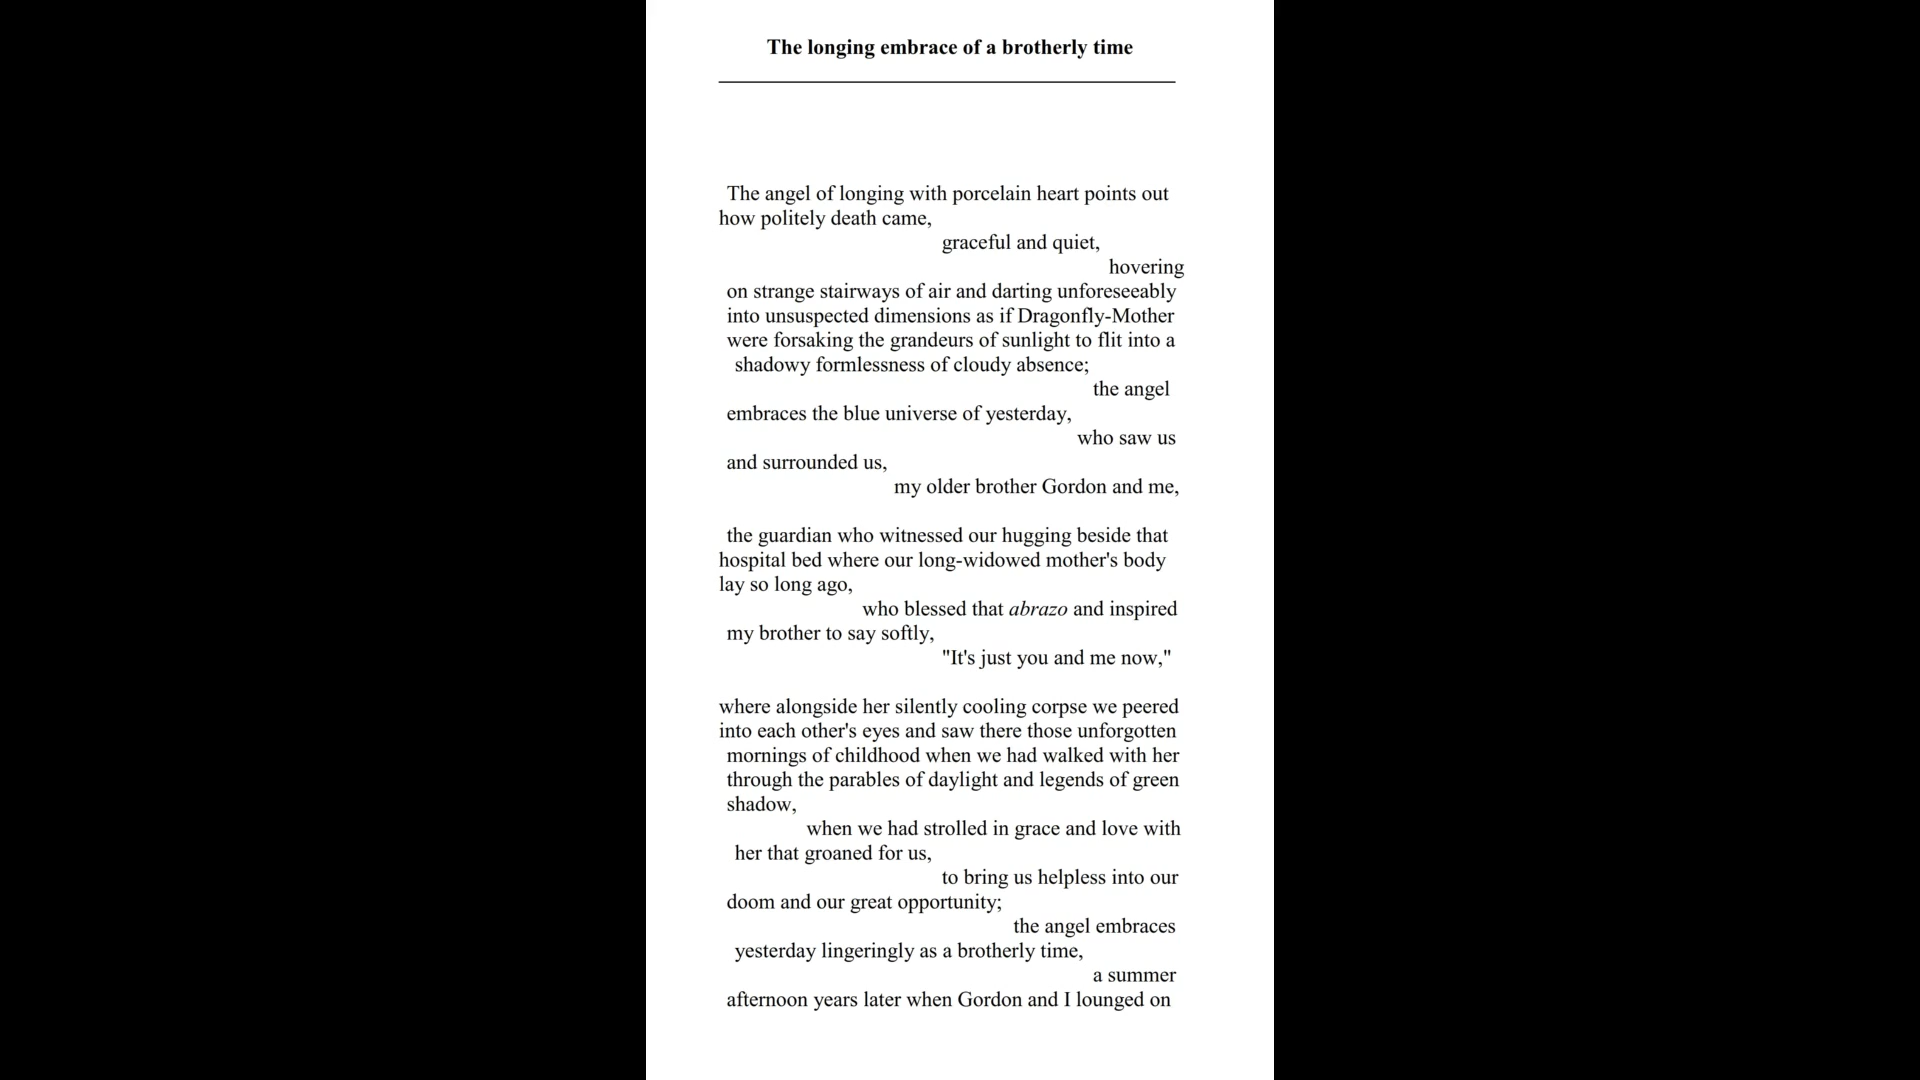 The longing embrace of a brotherly time
The angel of longing with porcelain heart points out
how politely death came,
graceful and quiet,
hovering
on strange stairways of air and darting unforeseeably
into unsuspected dimensions as if Dragonfly-Mother
were forsaking the grandeurs of sunlight to flit into a
shadowy formlessness of cloudy absence;
the angel
embraces the blue universe of yesterday,
who saw us
and surrounded us,
my older brother Gordon and me,
the guardian who witnessed our hugging beside that
hospital bed where our long-widowed mother's body
lay so long ago,
who blessed that abrazo and inspired
my brother to say softly,
"It's just you and me now,"
where alongside her silently cooling corpse we peered
into each other's eyes and saw there those unforgotten
mornings of childhood when we had walked with her
through the parables of daylight and legends of green
shadow,
when we had strolled in grace and love with
her that groaned for us,
to bring us helpless into our
doom and our great opportunity;
the angel embraces
yesterday lingeringly as a brotherly time,
a summer
afternoon years later when Gordon and I lounged on